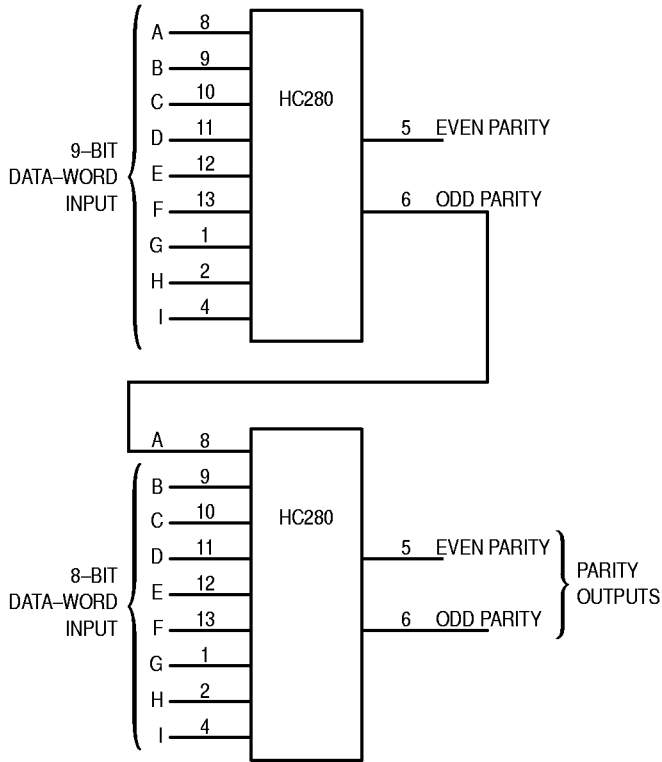 A 8
B 9
C 10
HC280
D 11
5 EVEN PARITY
9–BIT
DATA–WORD
INPUT
E 12
F 13
6 ODD PARITY
G 1
H 2
I 4
A 8
B 9
C 10
HC280
D 11
5 EVEN PARITY
8–BIT
DATA–WORD
INPUT
E 12
PARITY
OUTPUTS
F 13
6 ODD PARITY
G 1
H 2
I 4